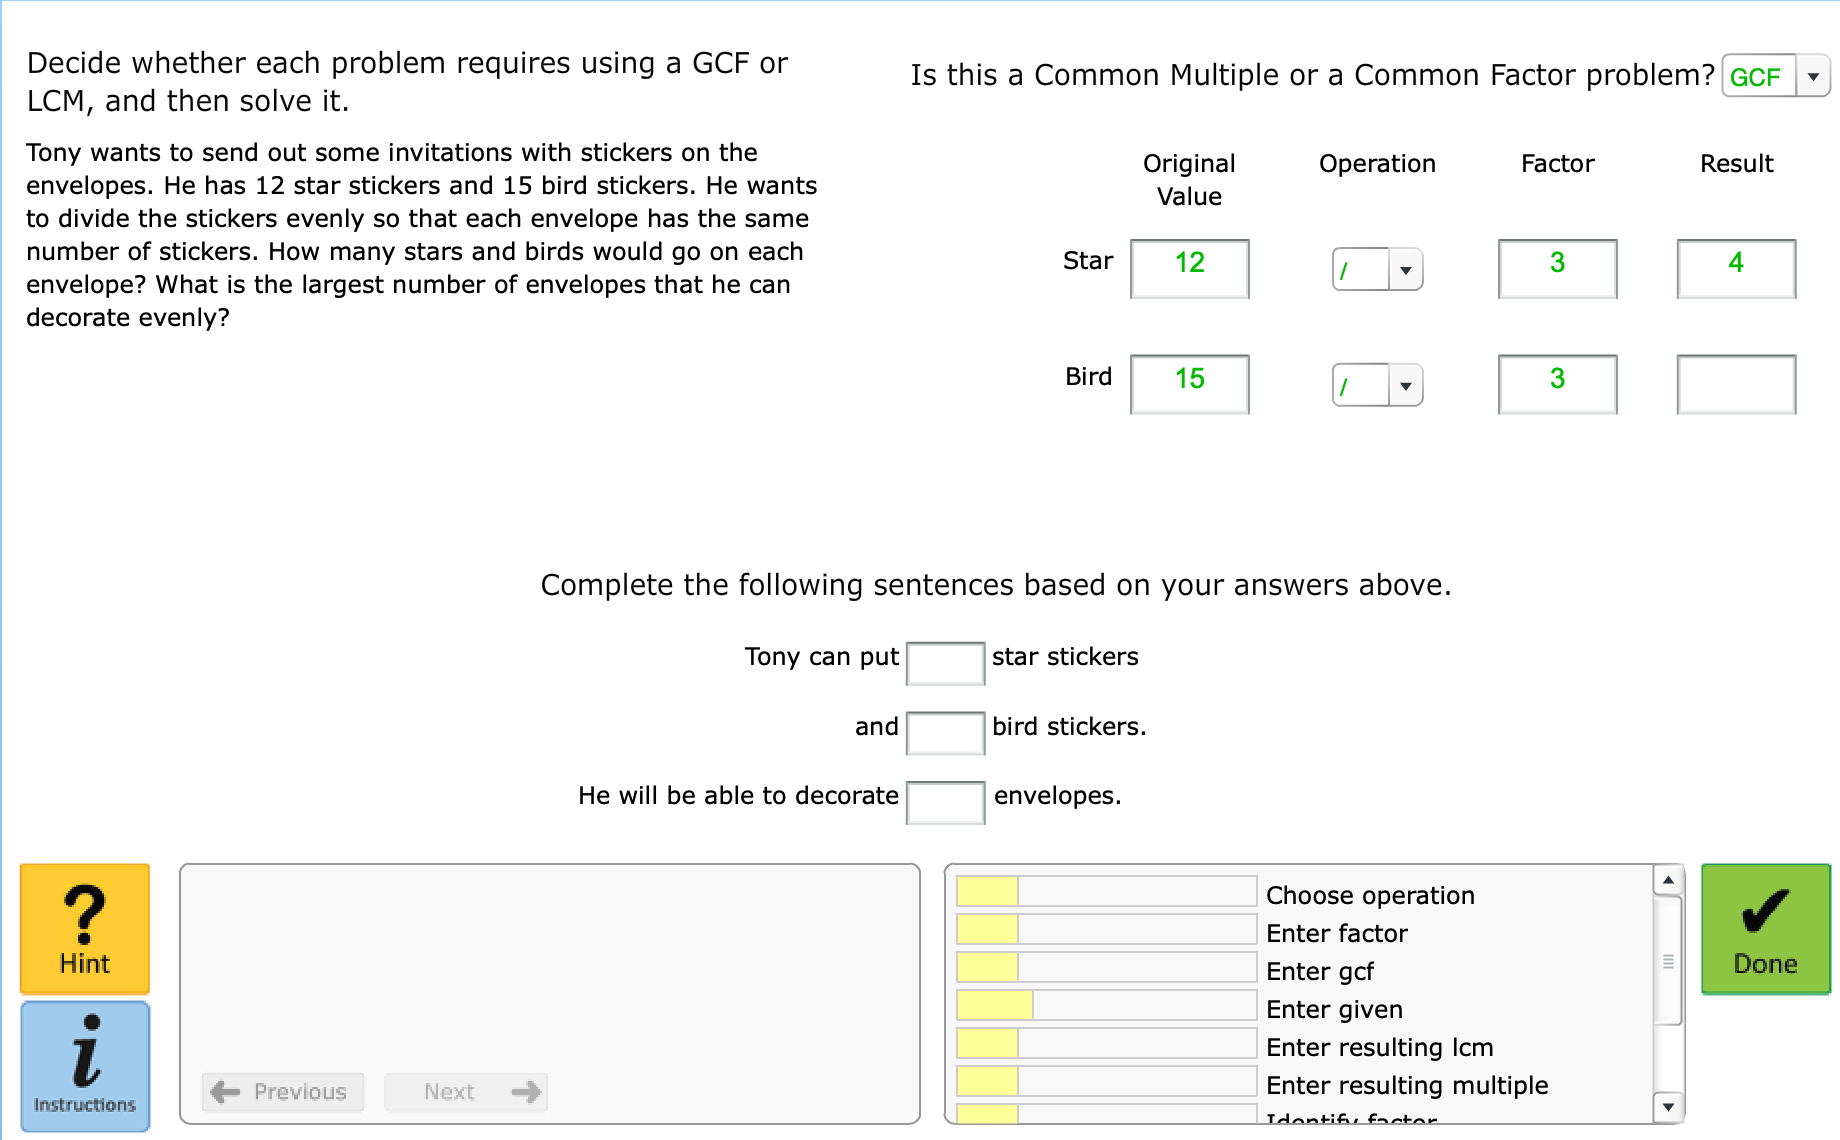 Decide whether each problem requires using a GCF or
LCM, and then solve it.
Tony wants to send out some invitations with stickers on the
envelopes. He has 12 star stickers and 15 bird stickers. He wants
to divide the stickers evenly so that each envelope has the same
number of stickers. How many stars and birds would go on each
envelope? What is the largest number of envelopes that he can
decorate evenly?
Is this a Common Multiple or a Common Factor problem? GCF
Original Value Operation Factor Result
Star 12 / 3 4
Bird 15 / 3
Complete the following sentences based on your answers above.
Tony can put star stickers
and bird stickers.
He will be able to decorate envelopes.
? Hint
i Instructions
Previous Next
Choose operation
Enter factor
Enter gcf
Enter given
Enter resulting lcm
Enter resulting multiple
Identify factor
Done